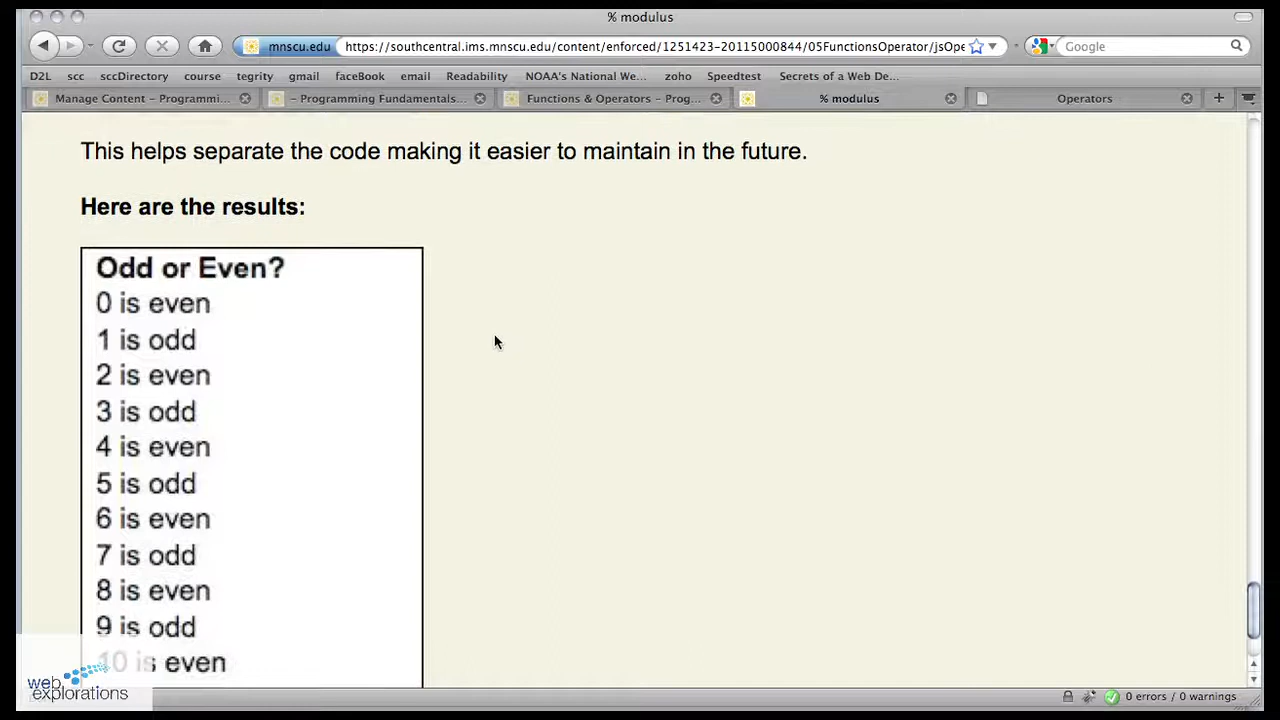 % modulus
mnscu.edu https://southcentral.ims.mnscu.edu/content/enforced/1251423-20115000844/05FunctionsOperator/jsOpe Google
D2L scc sccDirectory course tegrity gmail faceBook email Readability NOAA's National We... zoho Speedtest Secrets of a Web De...
Manage Content – Programmi... – Programming Fundamentals... Functions & Operators – Prog... % modulus Operators
This helps separate the code making it easier to maintain in the future.
Here are the results:
Odd or Even?
0 is even
1 is odd
2 is even
3 is odd
4 is even
5 is odd
6 is even
7 is odd
8 is even
9 is odd
10 is even
web
explorations
0 errors / 0 warnings